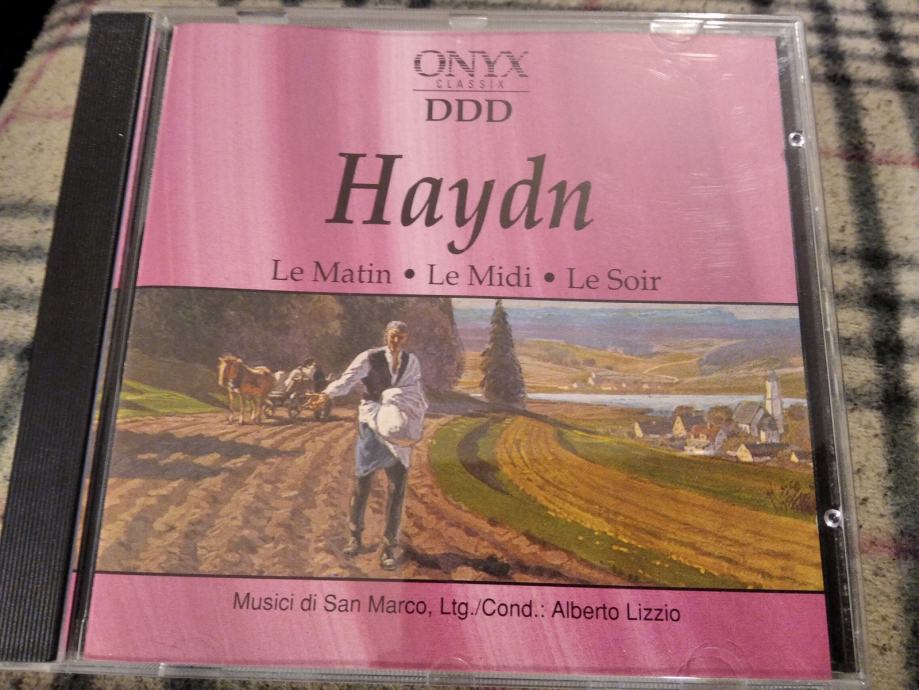 ONYX
CLASSIX
DDD
Haydn
Le Matin • Le Midi • Le Soir
Musici di San Marco, Ltg./Cond.: Alberto Lizzio